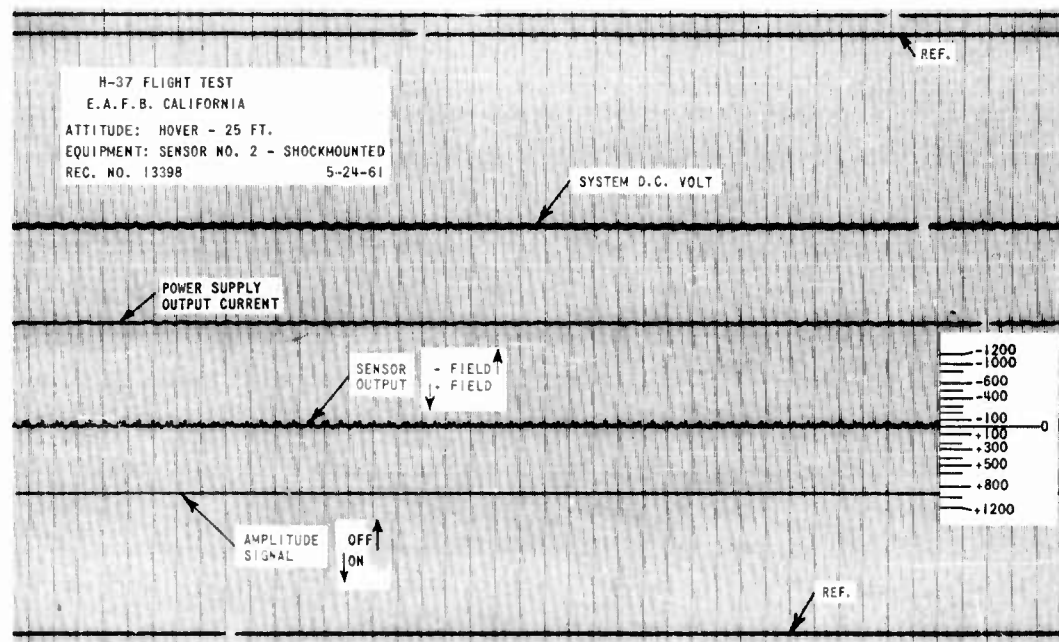 REF.
H-37 FLIGHT TEST
E.A.F.B. CALIFORNIA
ATTITUDE: HOVER - 25 FT.
EQUIPMENT: SENSOR NO. 2 - SHOCKMOUNTED
REC. NO. 13398 5-24-61
SYSTEM D.C. VOLT
POWER SUPPLY
OUTPUT CURRENT
SENSOR
OUTPUT
- FIELD
+ FIELD
-1200
-1000
-600
-400
-100
0
+100
+300
+500
+800
+1200
AMPLITUDE
SIGNAL
OFF
ON
REF.